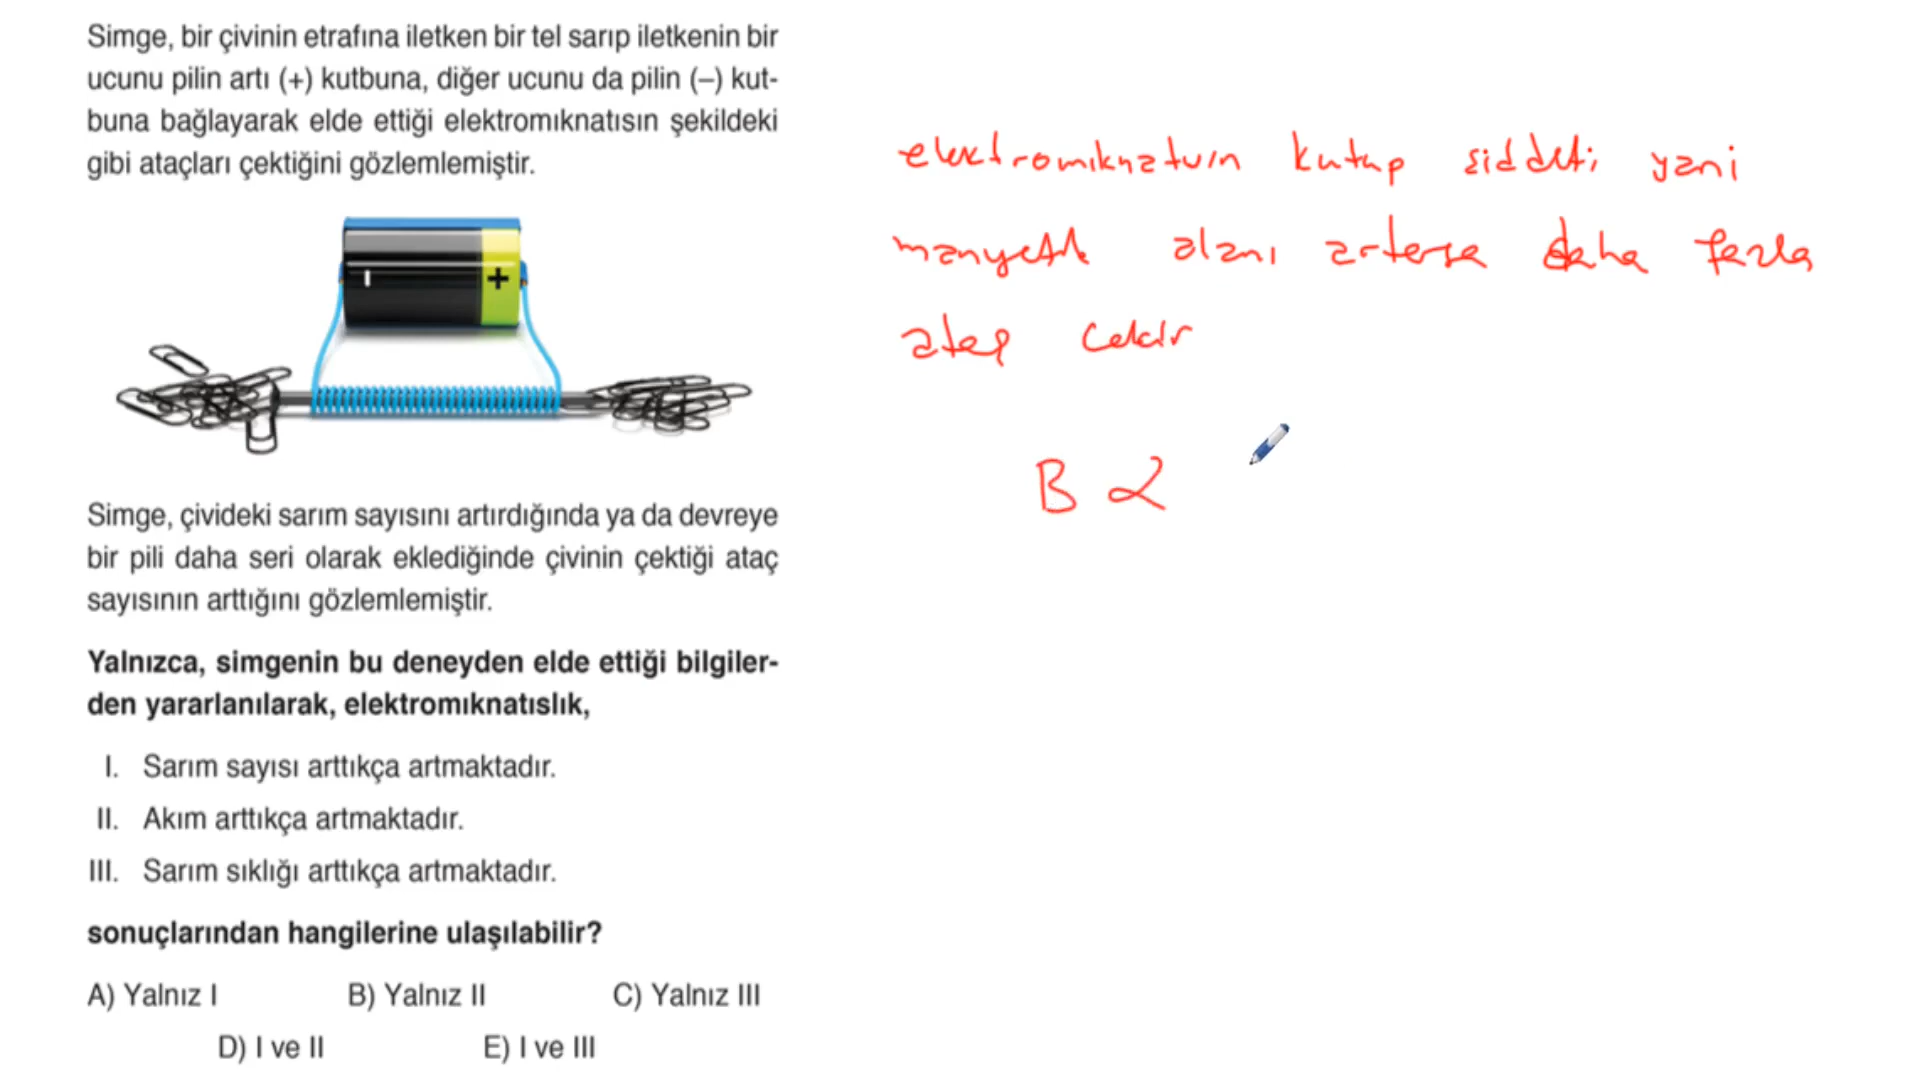 Simge, bir çivinin etrafına iletken bir tel sarıp iletkenin bir
ucunu pilin artı (+) kutbuna, diğer ucunu da pilin (–) kut-
buna bağlayarak elde ettiği elektromıknatısın şekildeki
gibi ataçları çektiğini gözlemlemiştir.
– +
Simge, çivideki sarım sayısını artırdığında ya da devreye
bir pili daha seri olarak eklediğinde çivinin çektiği ataç
sayısının arttığını gözlemlemiştir.
Yalnızca, simgenin bu deneyden elde ettiği bilgiler-
den yararlanılarak, elektromıknatıslık,
I. Sarım sayısı arttıkça artmaktadır.
II. Akım arttıkça artmaktadır.
III. Sarım sıklığı arttıkça artmaktadır.
sonuçlarından hangilerine ulaşılabilir?
A) Yalnız I B) Yalnız II C) Yalnız III
D) I ve II E) I ve III
kutup şiddeti yani
manyetik alanı artarsa daha fazla
ataç çekir
B α